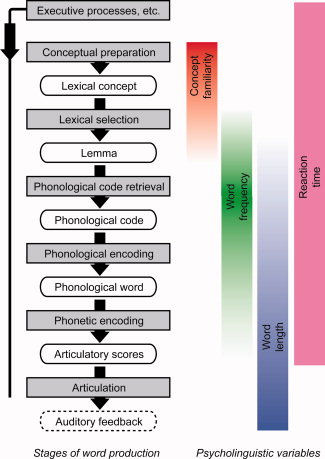 Executive processes, etc.
Conceptual preparation
Lexical concept
Lexical selection
Lemma
Phonological code retrieval
Phonological code
Phonological encoding
Phonological word
Phonetic encoding
Articulatory scores
Articulation
Auditory feedback
Concept
familiarity
Word
frequency
Word
length
Reaction
time
Stages of word production
Psycholinguistic variables